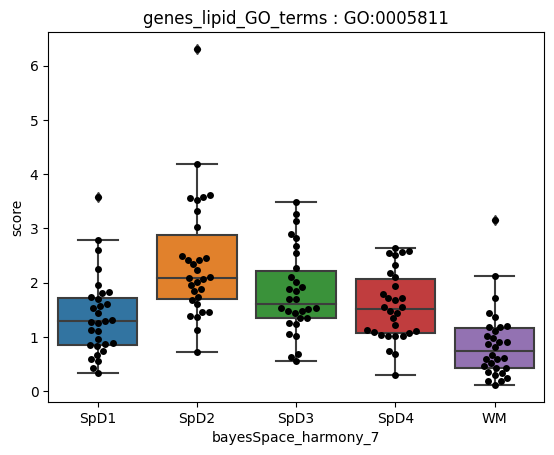 genes_lipid_GO_terms : GO:0005811
6
5
4
3
2
1
0
score
SpD1 SpD2 SpD3 SpD4 WM
bayesSpace_harmony_7